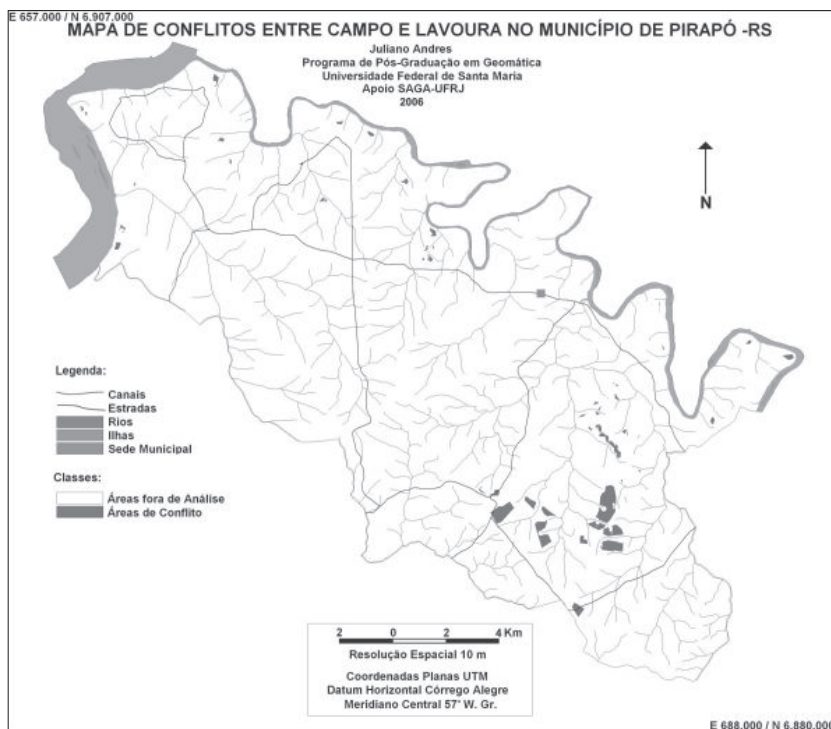 E 657.000 / N 6.907.000
MAPA DE CONFLITOS ENTRE CAMPO E LAVOURA NO MUNICÍPIO DE PIRAPÓ -RS
Juliano Andres
Programa de Pós-Graduação em Geomática
Universidade Federal de Santa Maria
Apoio SAGA-UFRJ
2006
N
Legenda:
Canais
Estradas
Rios
Ilhas
Sede Municipal
Classes:
Áreas fora de Análise
Áreas de Conflito
2 0 2 4 Km
Resolução Espacial 10 m
Coordenadas Planas UTM
Datum Horizontal Córrego Alegre
Meridiano Central 57° W. Gr.
E 688.000 / N 6.880.000